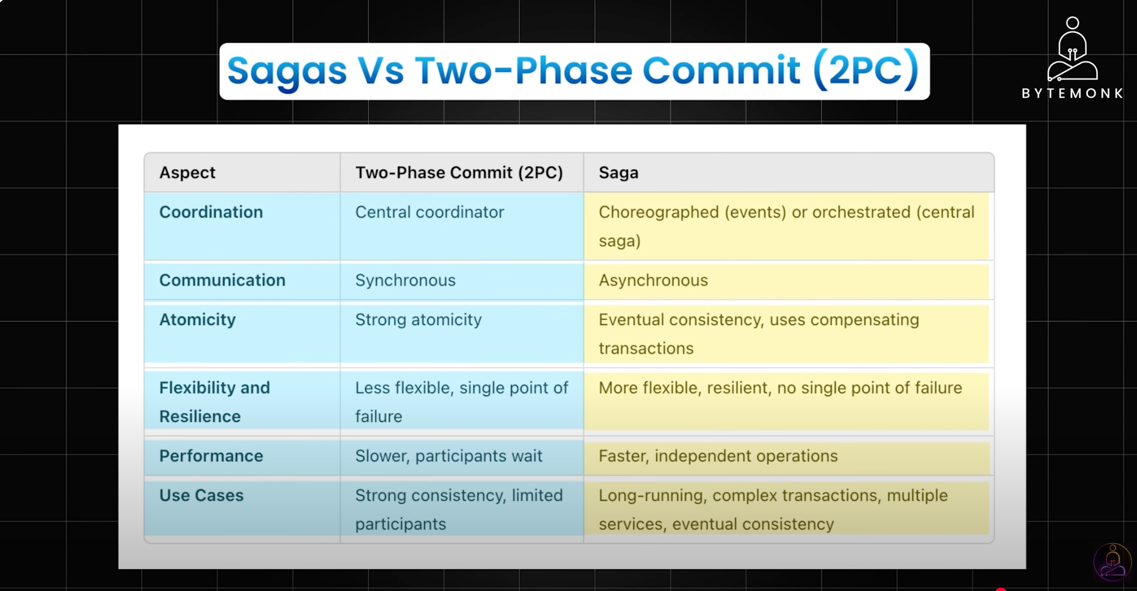 Sagas Vs Two-Phase Commit (2PC)
BYTEMONK
Aspect
Two-Phase Commit (2PC)
Saga
Coordination
Central coordinator
Choreographed (events) or orchestrated (central
saga)
Communication
Synchronous
Asynchronous
Atomicity
Strong atomicity
Eventual consistency, uses compensating
transactions
Flexibility and
Resilience
Less flexible, single point of
failure
More flexible, resilient, no single point of failure
Performance
Slower, participants wait
Faster, independent operations
Use Cases
Strong consistency, limited
participants
Long-running, complex transactions, multiple
services, eventual consistency